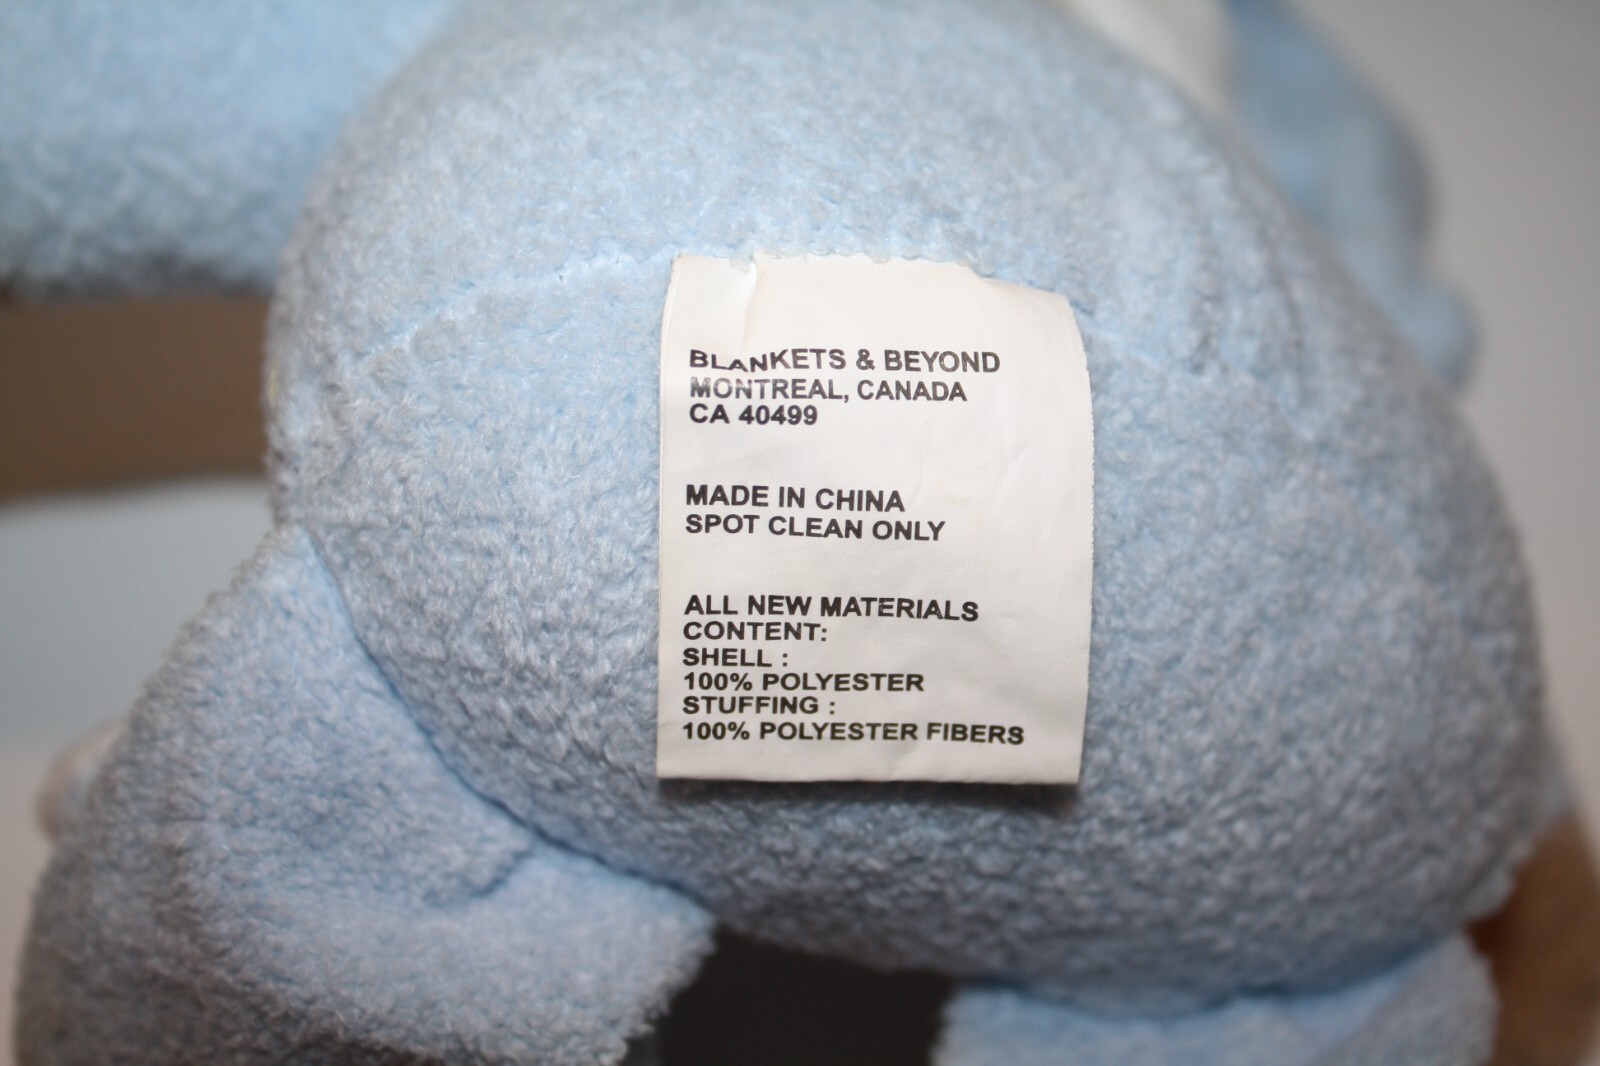 BLANKETS & BEYOND
MONTREAL, CANADA
CA 40499
MADE IN CHINA
SPOT CLEAN ONLY
ALL NEW MATERIALS
CONTENT:
SHELL :
100% POLYESTER
STUFFING :
100% POLYESTER FIBERS